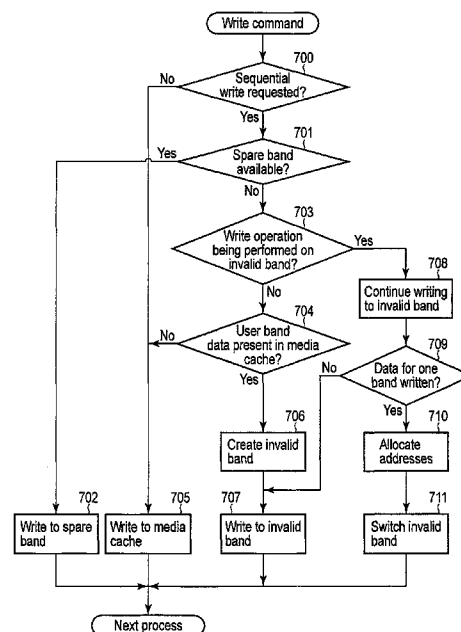 Write command
700
No
Sequential
write requested?
Yes
701
Yes
Spare band
available?
No
703
Write operation
being performed on
invalid band?
Yes
708
No
Continue writing
to invalid band
704
User band
data present in media
cache?
No
709
No
Data for one
band written?
Yes
706
Yes
710
Create invalid
band
Allocate
addresses
702
705
707
711
Write to spare
band
Write to media
cache
Write to invalid
band
Switch invalid
band
Next process